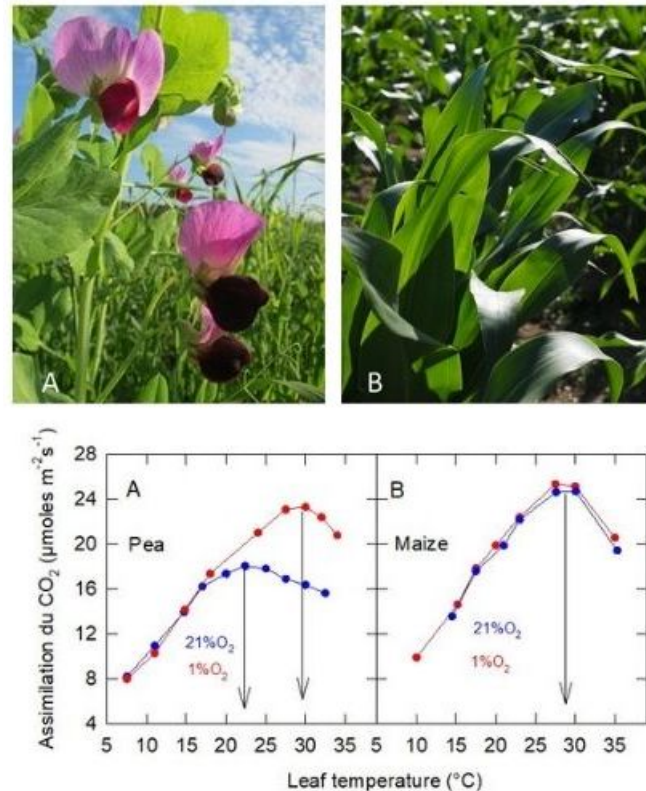 A
B
Assimilation du CO₂ (µmoles m⁻² s⁻¹)
28
24
20
16
12
8
4
A
Pea
21%O₂
1%O₂
B
Maize
21%O₂
1%O₂
5 10 15 20 25 30 35 5 10 15 20 25 30 35
Leaf temperature (°C)